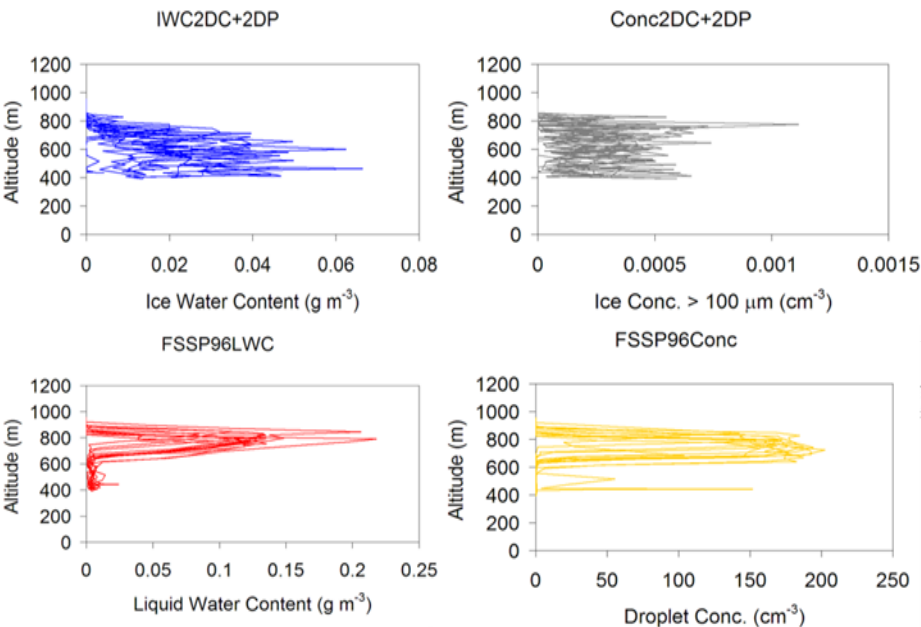 IWC2DC+2DP
Conc2DC+2DP
1200
1000
800
600
400
200
0
Altitude (m)
0 0.02 0.04 0.06 0.08
Ice Water Content (g m⁻³)
1200
1000
800
600
400
200
0
Altitude (m)
0 0.0005 0.001 0.0015
Ice Conc. > 100 μm (cm⁻³)
FSSP96LWC
FSSP96Conc
1200
1000
800
600
400
200
0
Altitude (m)
0 0.05 0.1 0.15 0.2 0.25
Liquid Water Content (g m⁻³)
1200
1000
800
600
400
200
0
Altitude (m)
0 50 100 150 200 250
Droplet Conc. (cm⁻³)